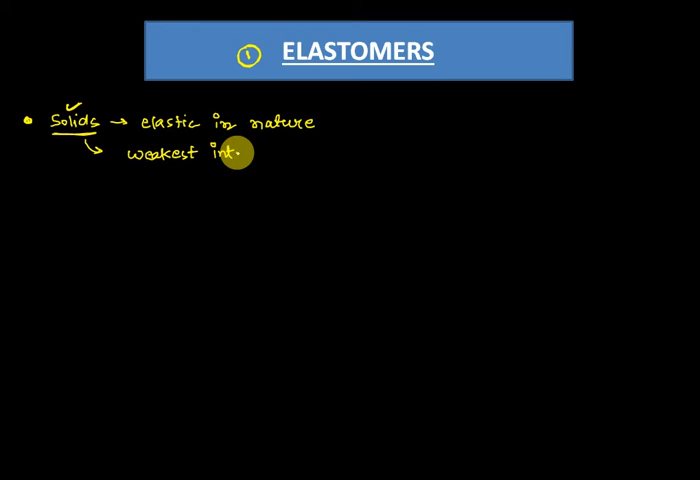 ① ELASTOMERS
• Solids → elastic in nature
↳ weakest int.